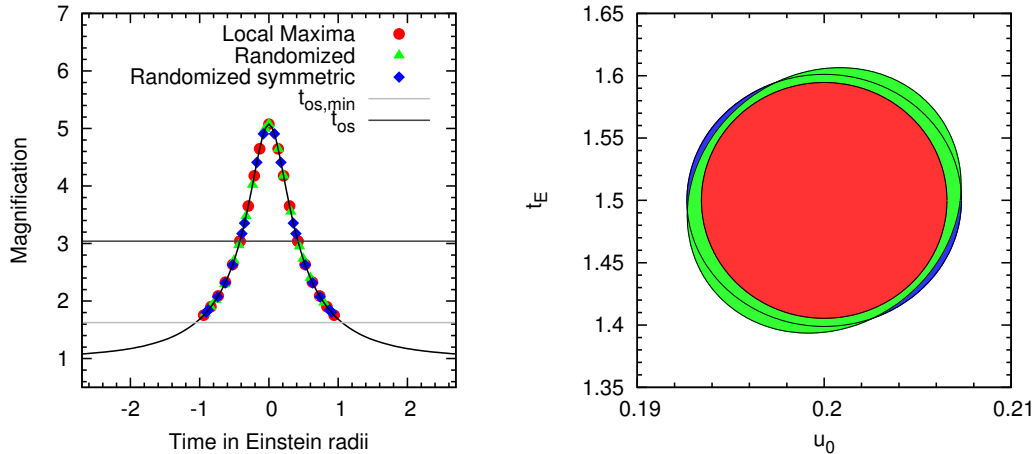 7
6
5
4
3
2
1
Magnification
-2
-1
0
1
2
Time in Einstein radii
Local Maxima
Randomized
Randomized symmetric
t_os,min
t_os
1.65
1.6
1.55
1.5
1.45
1.4
1.35
t_E
0.19
0.2
0.21
u_0